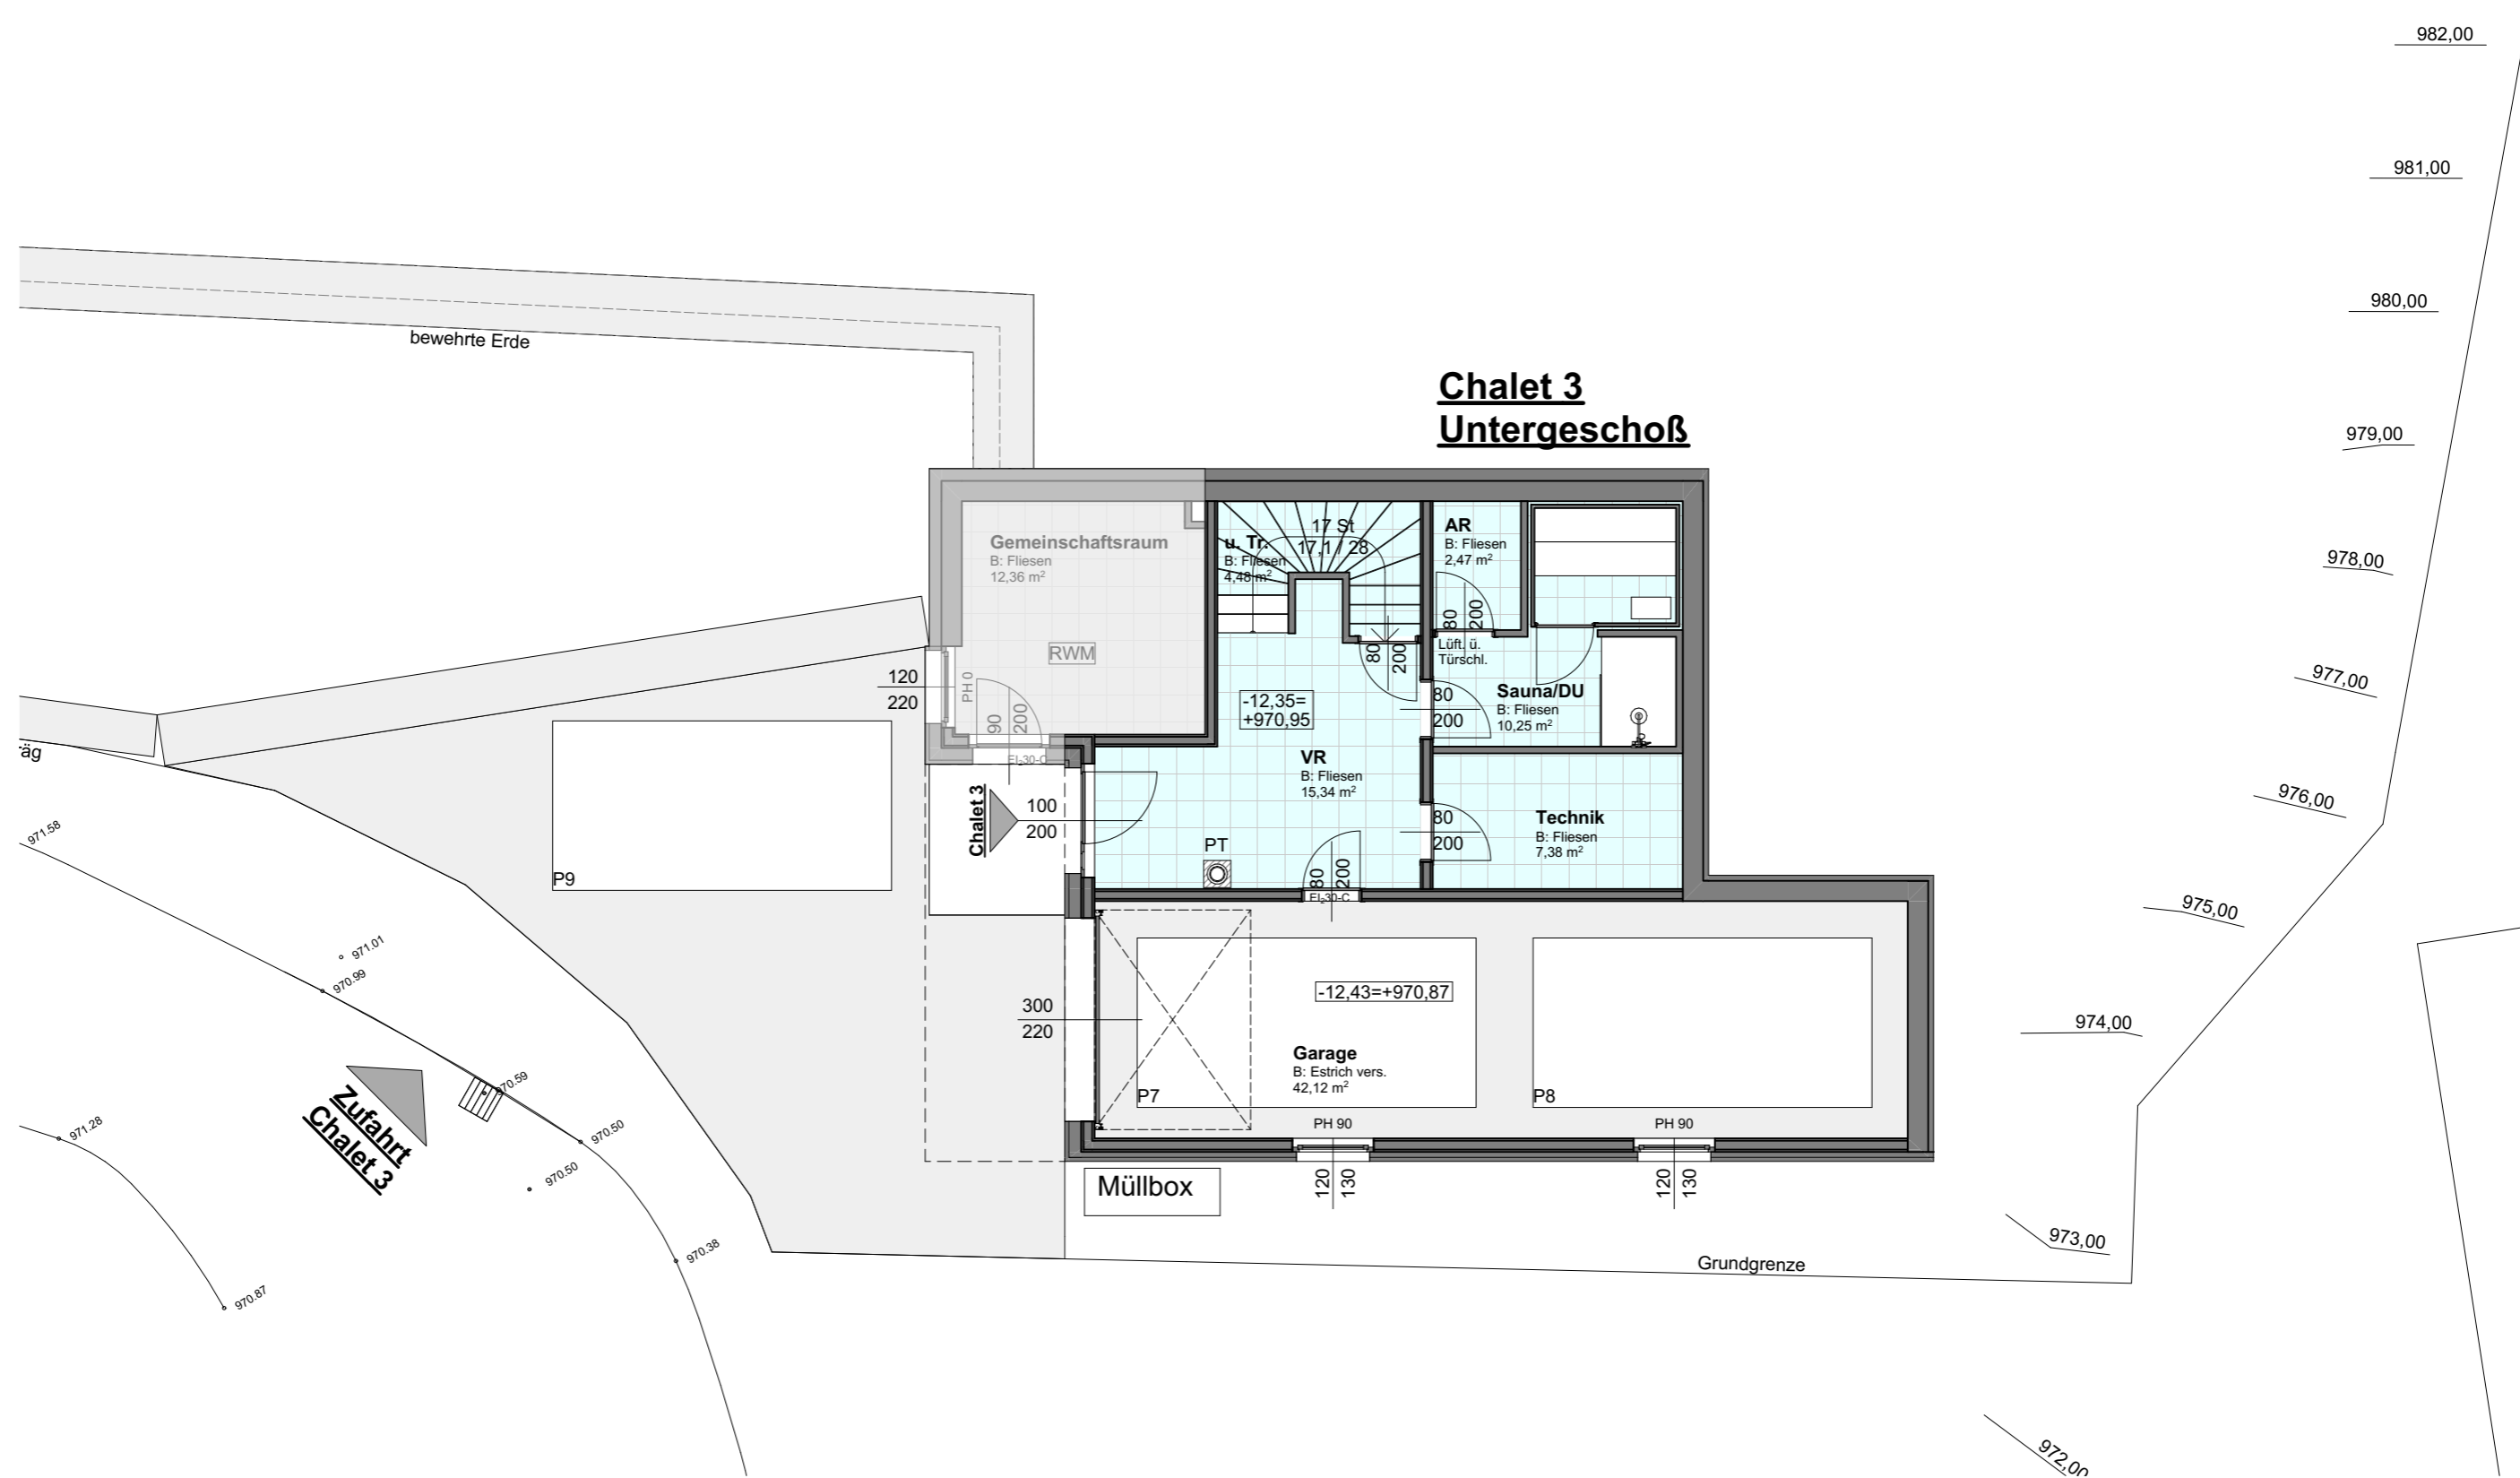 982,00
981,00
980,00
979,00
978,00
977,00
976,00
975,00
974,00
973,00
972,00
bewehrte Erde
Chalet 3
Untergeschoß
Gemeinschaftsraum
B: Fliesen
12,36 m²
RWM
120
220
PH 0
90
200
EI₂30-C
u. Tr.
B: Fliesen
4,48 m²
17 St
17,1 / 28
80
200
AR
B: Fliesen
2,47 m²
80
200
Lüft. ü.
Türschl.
80
200
Sauna/DU
B: Fliesen
10,25 m²
-12,35=
+970,95
VR
B: Fliesen
15,34 m²
80
200
Technik
B: Fliesen
7,38 m²
PT
80
200
EI₂30-C
Chalet 3
100
200
P9
räg
971.58
971.01
970.99
970.59
970.50
970.50
970.38
971.28
970.87
Zufahrt
Chalet 3
300
220
-12,43=+970,87
Garage
B: Estrich vers.
42,12 m²
P7
P8
PH 90
PH 90
120
130
120
130
Müllbox
Grundgrenze